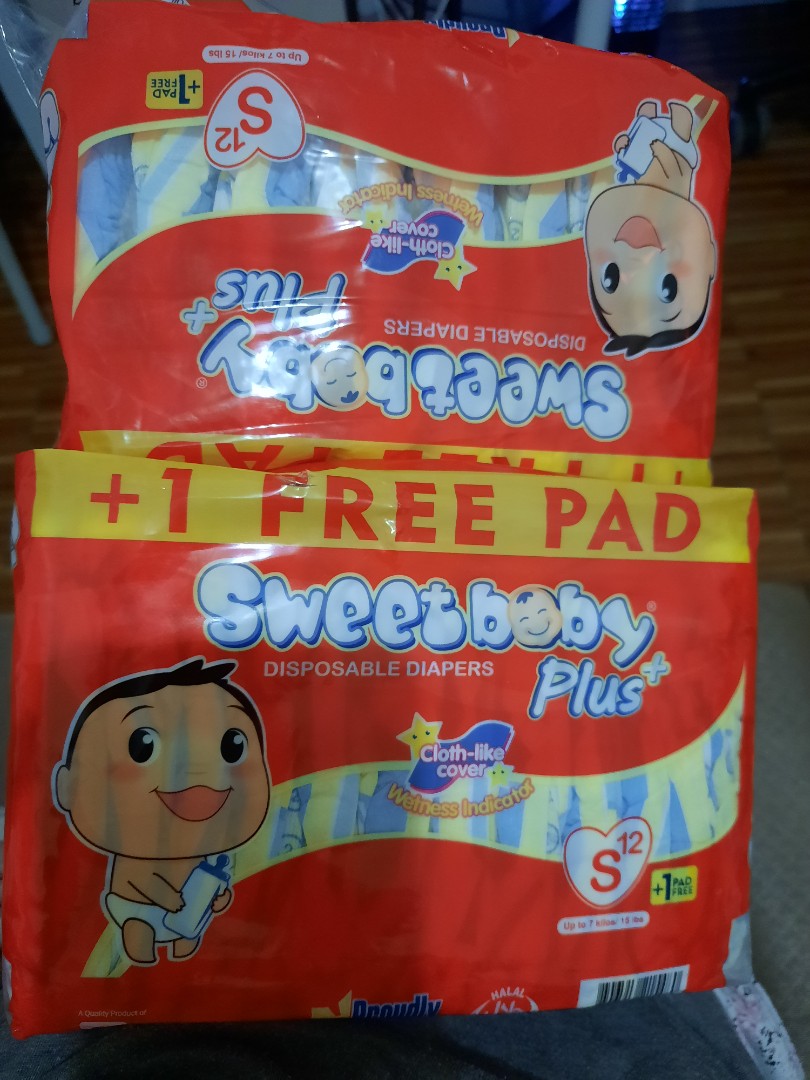 Up to 7 kilos/ 15 lbs
+1 PAD FREE
S 12
Wetness Indicator
Cloth-like
cover
Sweetbaby®
Plus+
DISPOSABLE DIAPERS
+1 FREE PAD
Sweetbaby®
DISPOSABLE DIAPERS
Plus+
Cloth-like
cover
Wetness Indicator
S 12
+1 PAD FREE
Up to 7 kilos/ 15 lbs
A Quality Product of
Proudly
HALAL